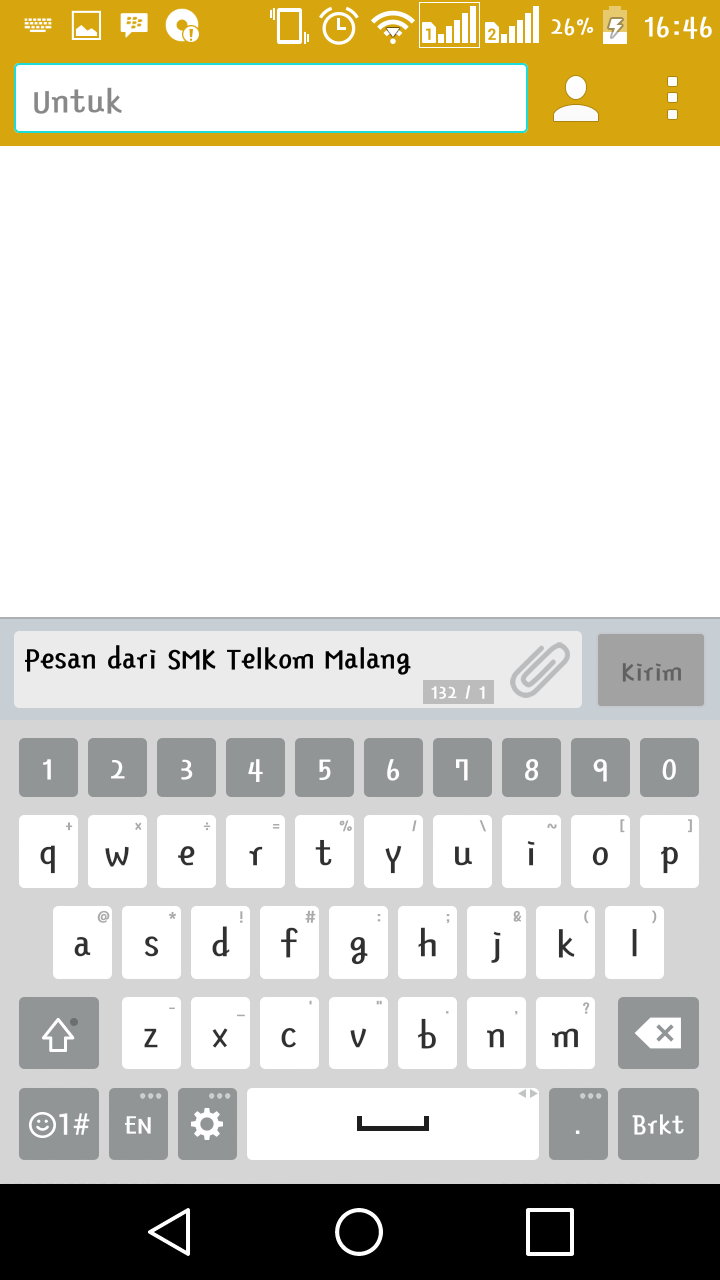 1 2 26% 16:46
Untuk
Pesan dari SMK Telkom Malang
132 / 1
Kirim
1 2 3 4 5 6 7 8 9 0
+ × ÷ = % / \ ~ [ ]
q w e r t y u i o p
@ * ! # : ; & ( )
a s d f g h j k l
- _ ' " . , ?
z x c v b n m
1# EN . Brkt